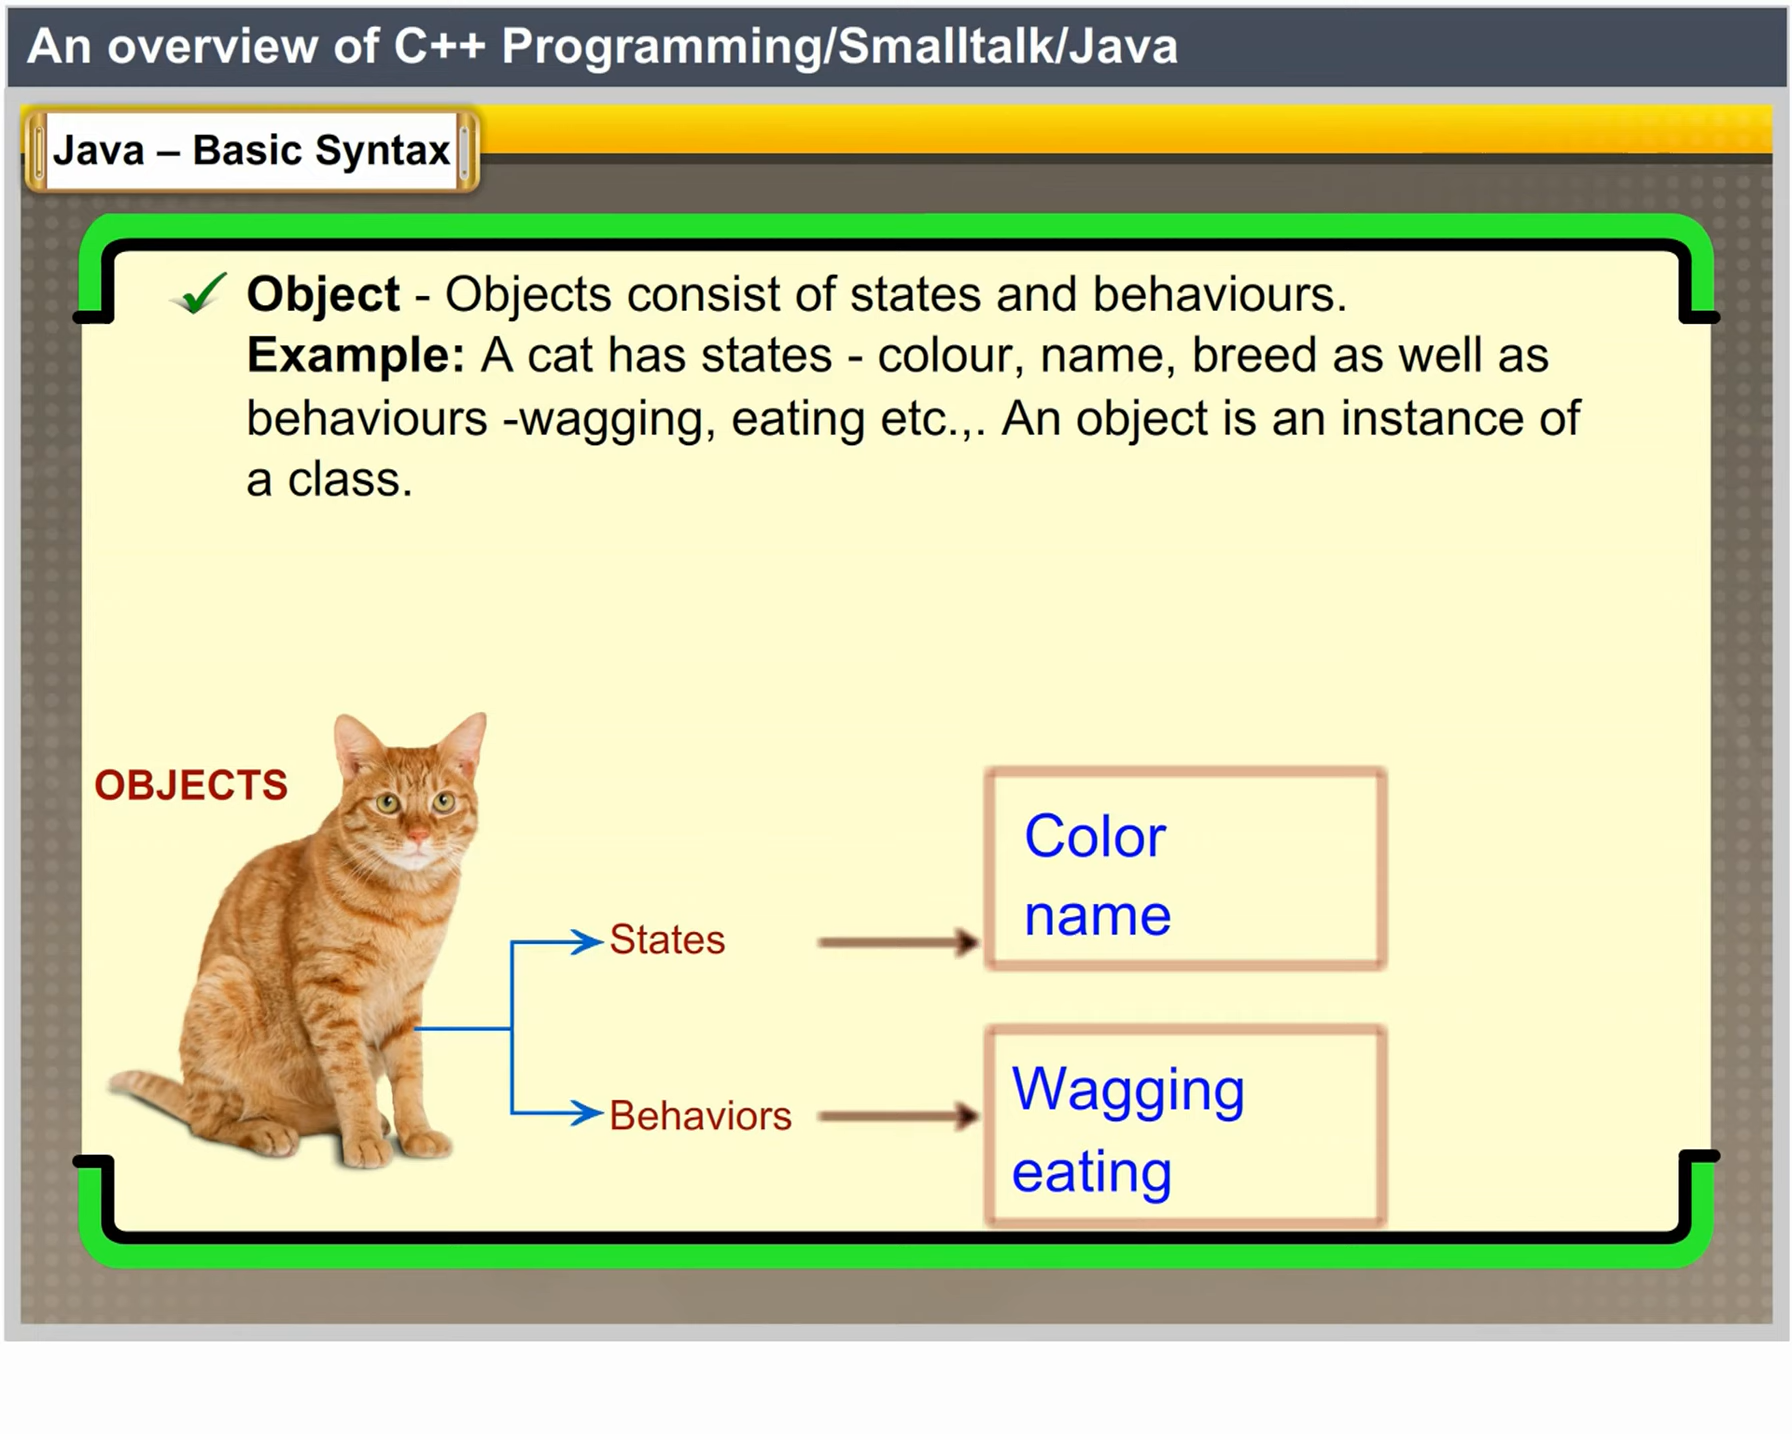 An overview of C++ Programming/Smalltalk/Java
Java – Basic Syntax
Object - Objects consist of states and behaviours.
Example: A cat has states - colour, name, breed as well as
behaviours -wagging, eating etc.,. An object is an instance of
a class.
OBJECTS
Color
name
States
Wagging
eating
Behaviors